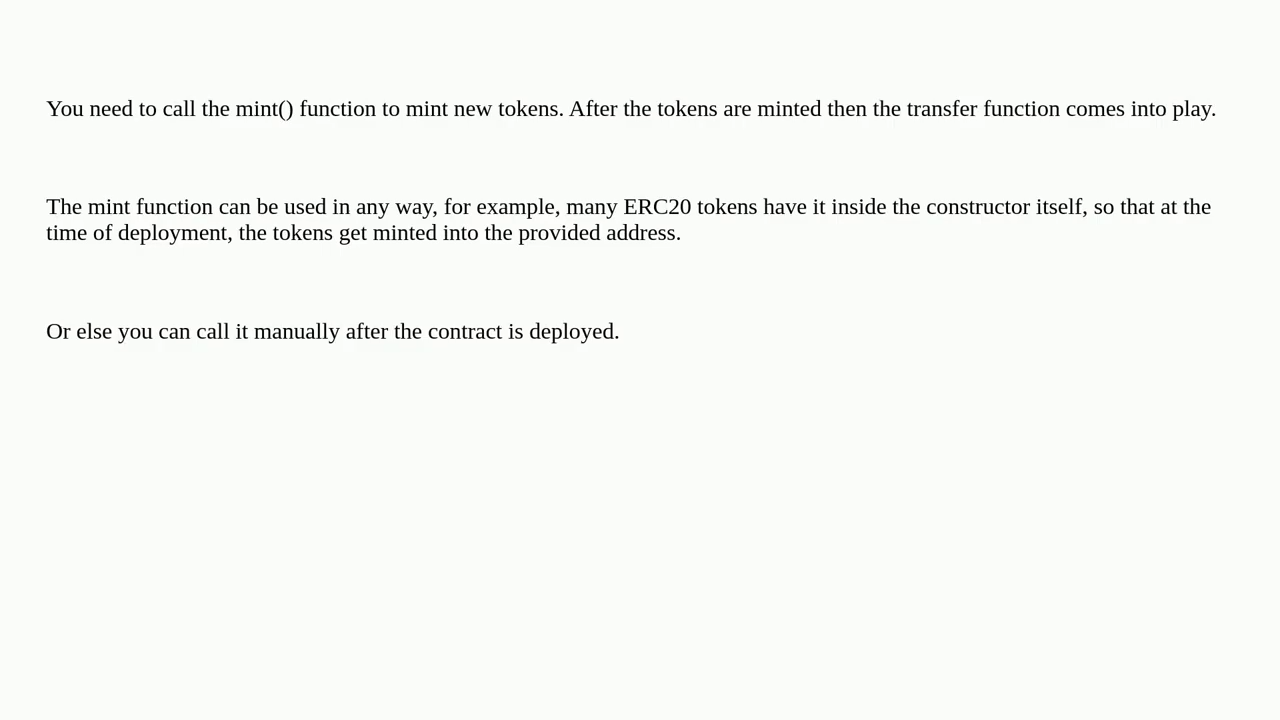 You need to call the mint() function to mint new tokens. After the tokens are minted then the transfer function comes into play.
The mint function can be used in any way, for example, many ERC20 tokens have it inside the constructor itself, so that at the
time of deployment, the tokens get minted into the provided address.
Or else you can call it manually after the contract is deployed.